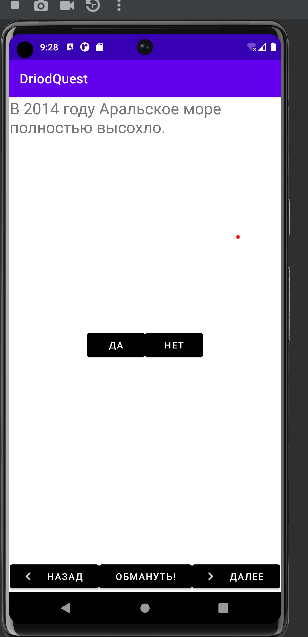 9:28
DriodQuest
В 2014 году Аральское море
полностью высохло.
ДА НЕТ
НАЗАД ОБМАНУТЬ! ДАЛЕЕ